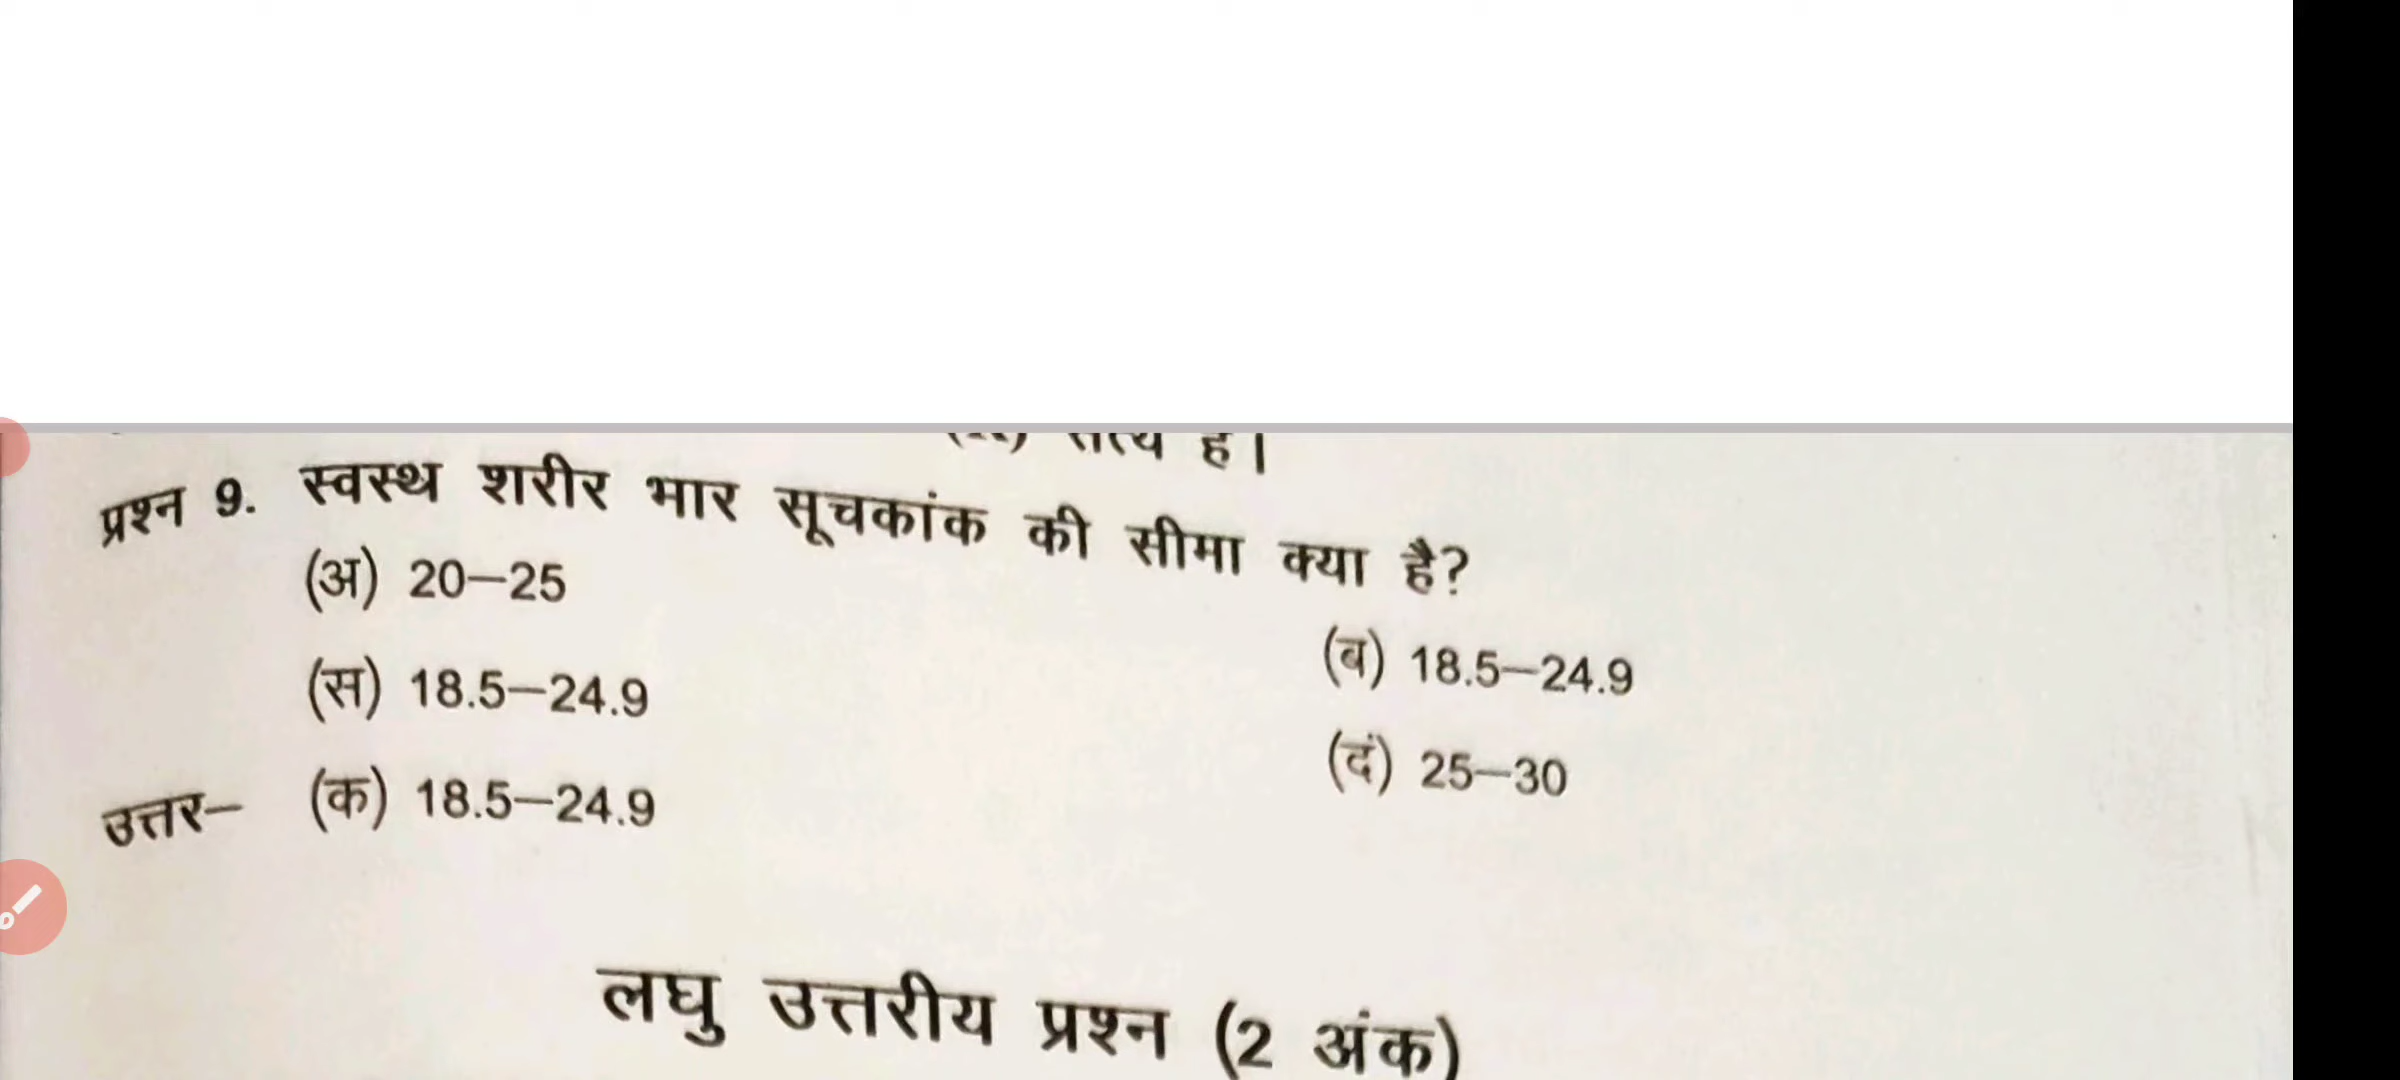 है।
प्रश्न 9. स्वस्थ शरीर भार सूचकांक की सीमा क्या है?
(अ) 20–25
(ब) 18.5–24.9
(स) 18.5–24.9
(दं) 25–30
उत्तर– (क) 18.5–24.9
लघु उत्तरीय प्रश्न (2 अंक)